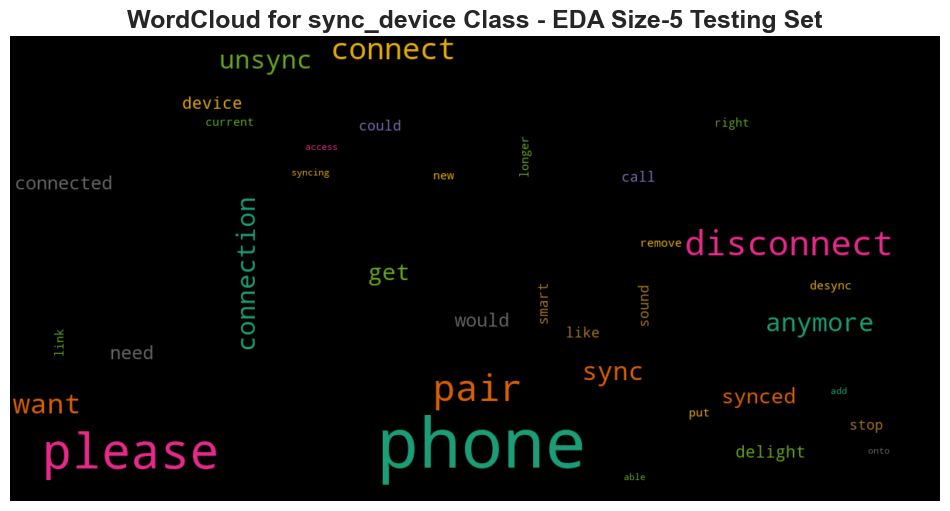 WordCloud for sync_device Class - EDA Size-5 Testing Set
connect
unsync
device
current
could
right
access
longer
syncing
new
call
connected
connection
remove
disconnect
get
desync
smart
sound
would
anymore
like
link
need
sync
pair
synced
add
want
put
stop
please
phone
delight
onto
able